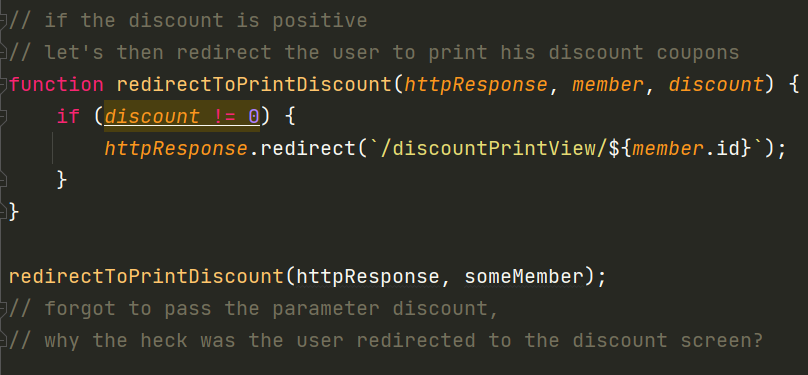 // if the discount is positive
// let's then redirect the user to print his discount coupons
function redirectToPrintDiscount(httpResponse, member, discount) {
    if (discount != 0) {
        httpResponse.redirect(`/discountPrintView/${member.id}`);
    }
}

redirectToPrintDiscount(httpResponse, someMember);
// forgot to pass the parameter discount,
// why the heck was the user redirected to the discount screen?